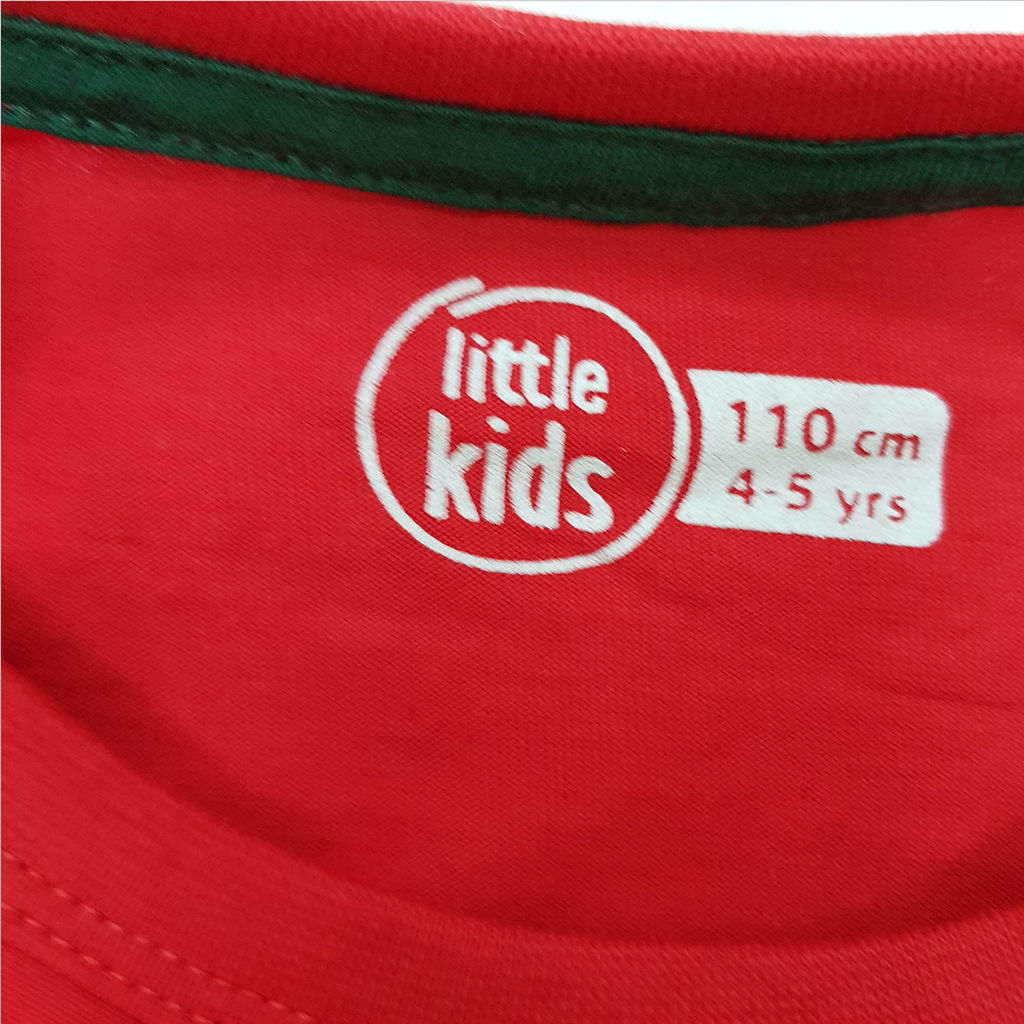 little
kids
110 cm
4-5 yrs